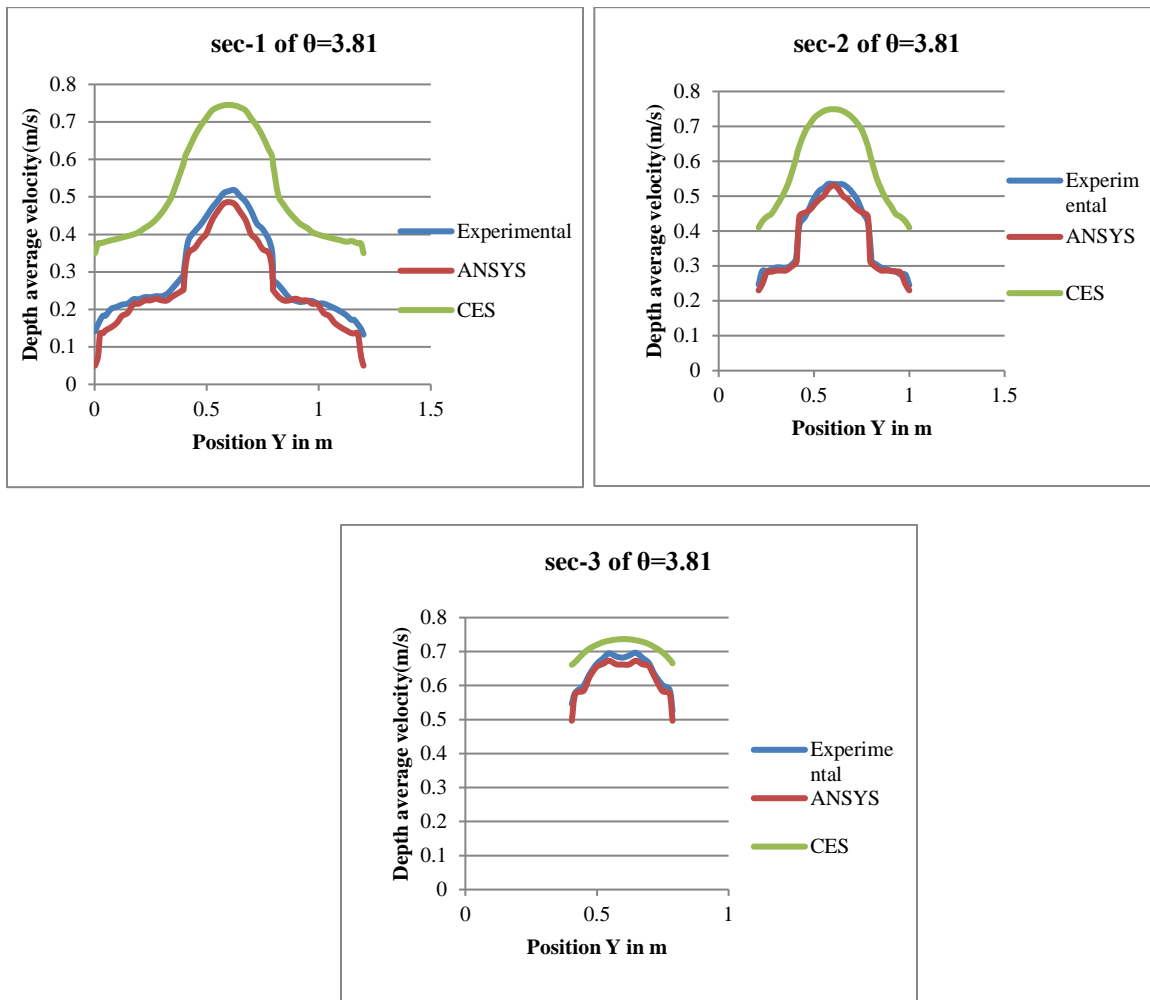 sec-1 of θ=3.81
Depth average velocity(m/s)
0.8
0.7
0.6
0.5
0.4
0.3
0.2
0.1
0
0
0.5
1
1.5
Position Y in m
Experimental
ANSYS
CES
sec-2 of θ=3.81
Depth average velocity(m/s)
0.8
0.7
0.6
0.5
0.4
0.3
0.2
0.1
0
0
0.5
1
1.5
Position Y in m
Experim
ental
ANSYS
CES
sec-3 of θ=3.81
Depth average velocity(m/s)
0.8
0.7
0.6
0.5
0.4
0.3
0.2
0.1
0
0
0.5
1
Position Y in m
Experime
ntal
ANSYS
CES